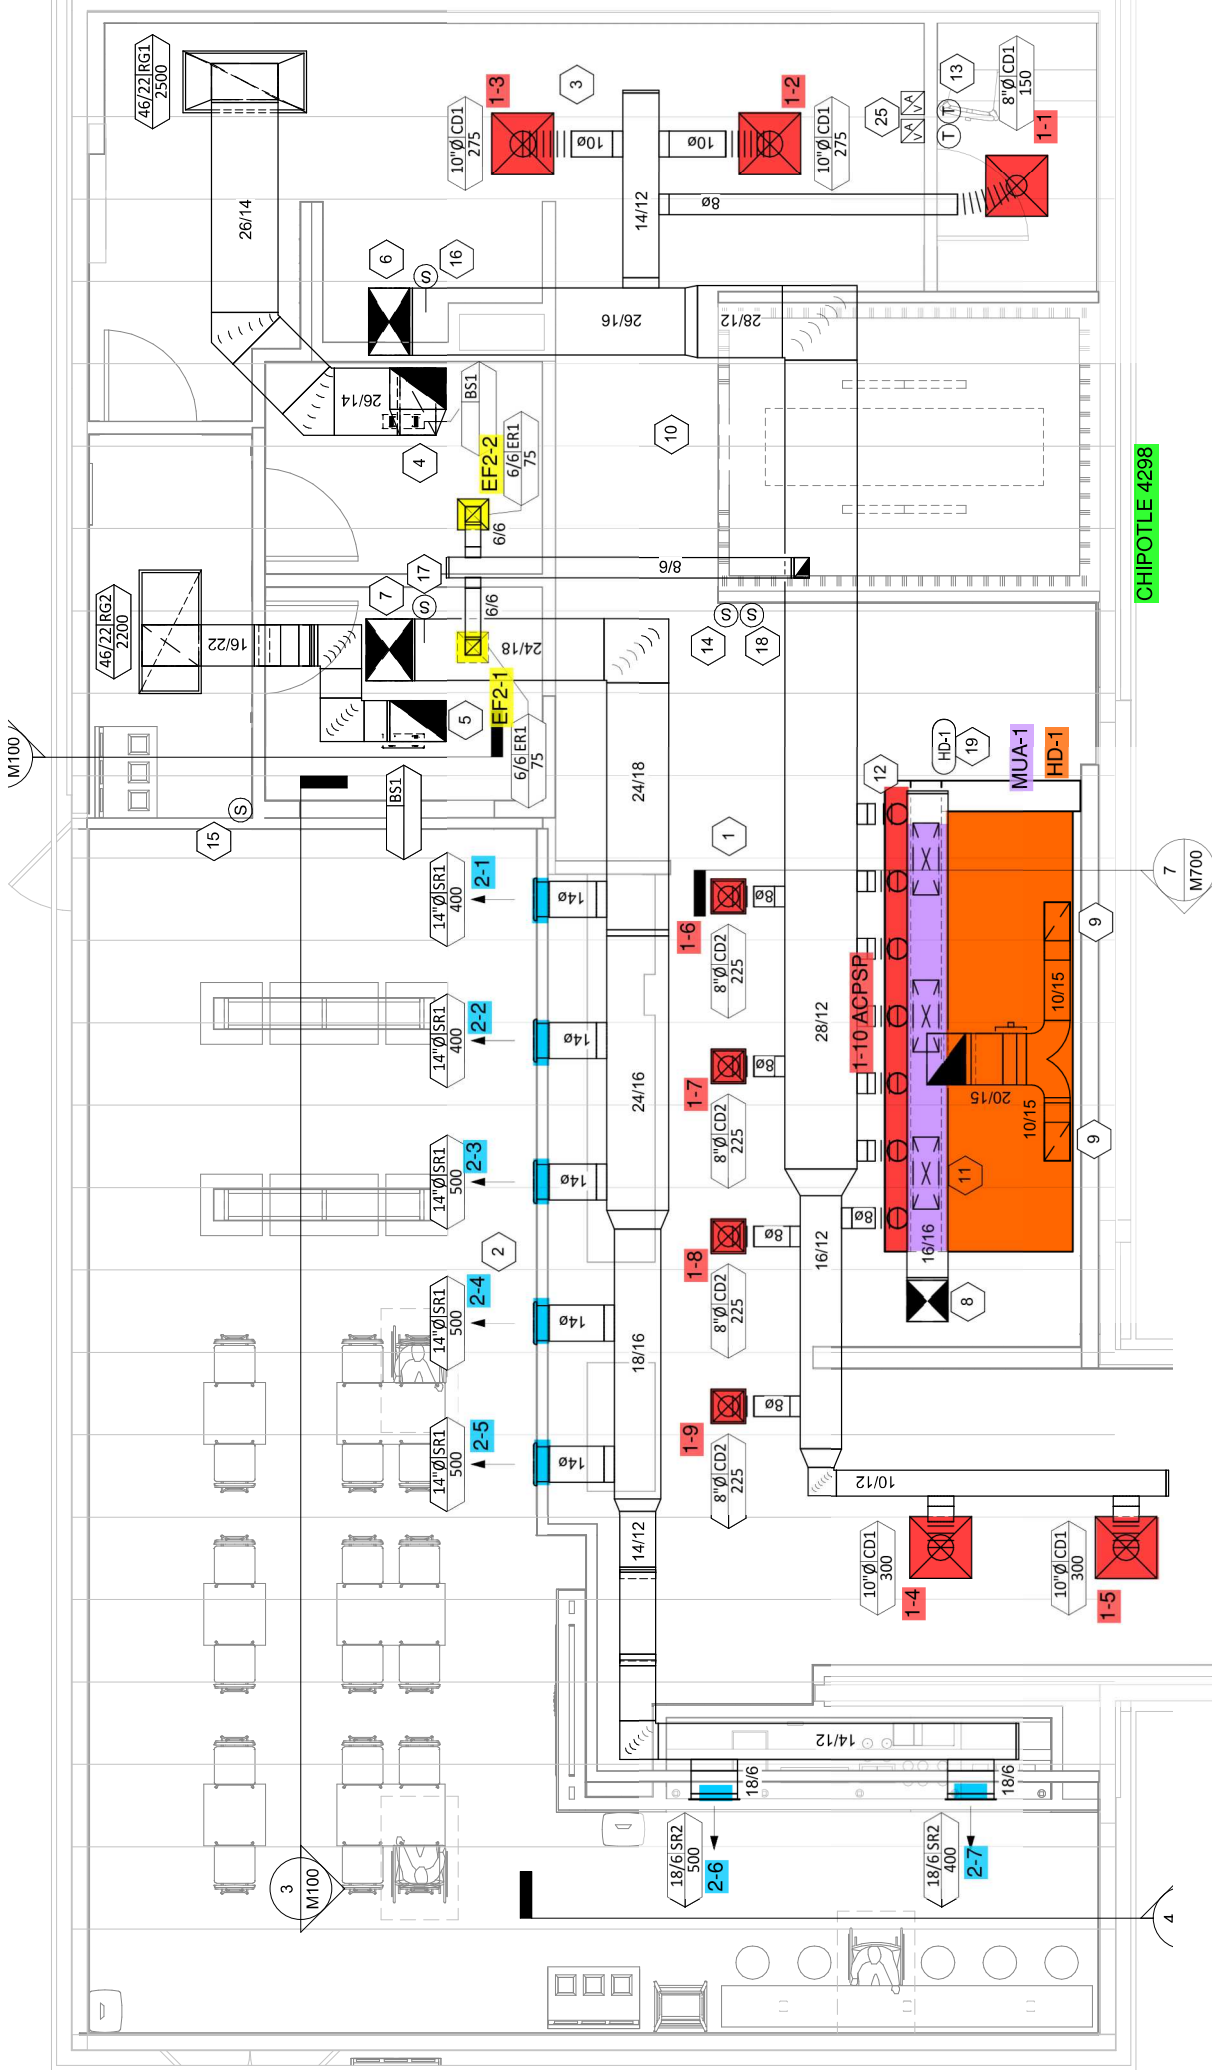 M100
46/22 RG2
2200
46/22 RG1
2500
16/22
26/14
26/14
15
S
BS1
5
7
S
17
4
BS1
6
S
16
EF2-1
6/6 ER1
75
EF2-2
6/6 ER1
75
6/6
6/6
8/6
10
24/18
24/18
24/16
18/16
14/12
14/12
26/16
28/12
14/12
1-3
10"Ø CD1
275
10ø
3
10ø
1-2
10"Ø CD1
275
8ø
25
V A
V A
T
T
13
8"Ø CD1
150
1-1
14"Ø SR1
400
2-1
14ø
14"Ø SR1
400
2-2
14ø
14"Ø SR1
500
2-3
14ø
2
14"Ø SR1
500
2-4
14ø
14"Ø SR1
500
2-5
14ø
3
M100
14
S
S
18
1
1-6
8"Ø CD2
225
8ø
1-7
8"Ø CD2
225
8ø
1-8
8"Ø CD2
225
8ø
1-9
8"Ø CD2
225
8ø
28/12
16/12
8ø
10/12
1-10 ACPSP
12
HD-1
19
MUA-1
HD-1
16/16
11
8
20/15
10/15
10/15
9
9
7
M700
10"Ø CD1
300
1-4
10"Ø CD1
300
1-5
18/6
18/6
18/6 SR2
500
2-6
18/6 SR2
400
2-7
4
CHIPOTLE 4298